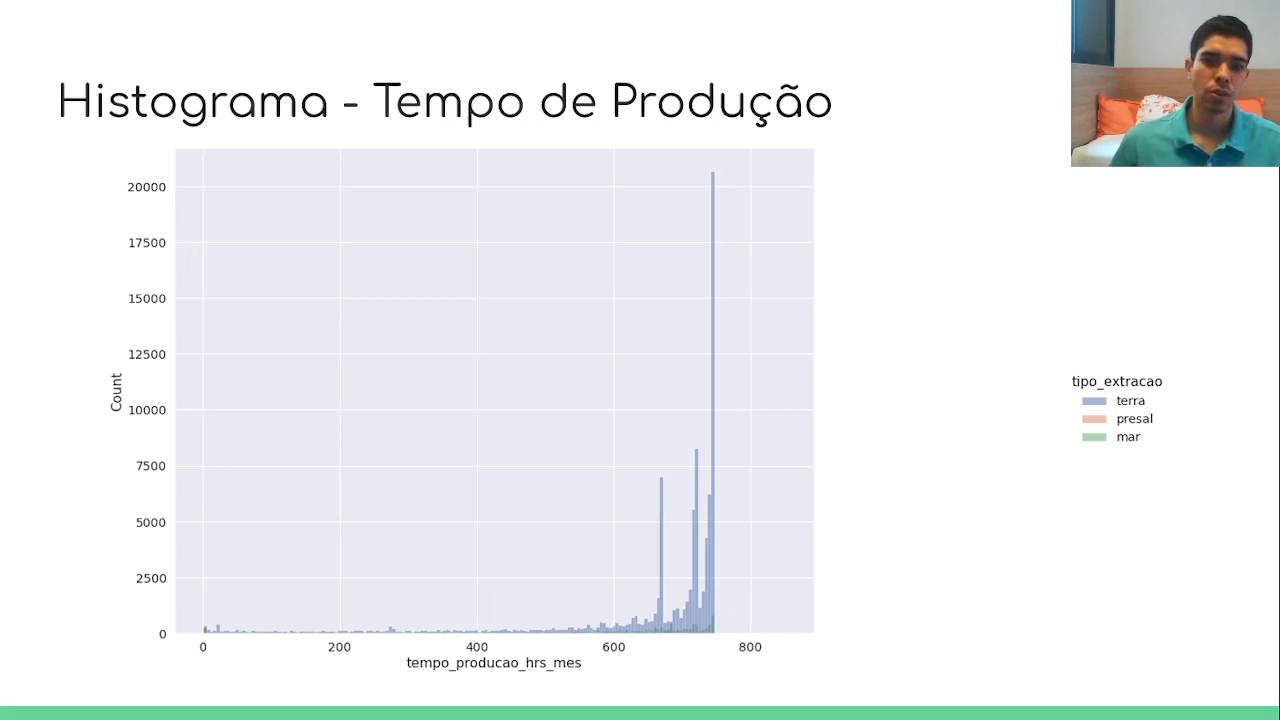 Histograma - Tempo de Produção
20000
17500
15000
12500
10000
7500
5000
2500
0
Count
0 200 400 600 800
tempo_producao_hrs_mes
tipo_extracao
terra
presal
mar